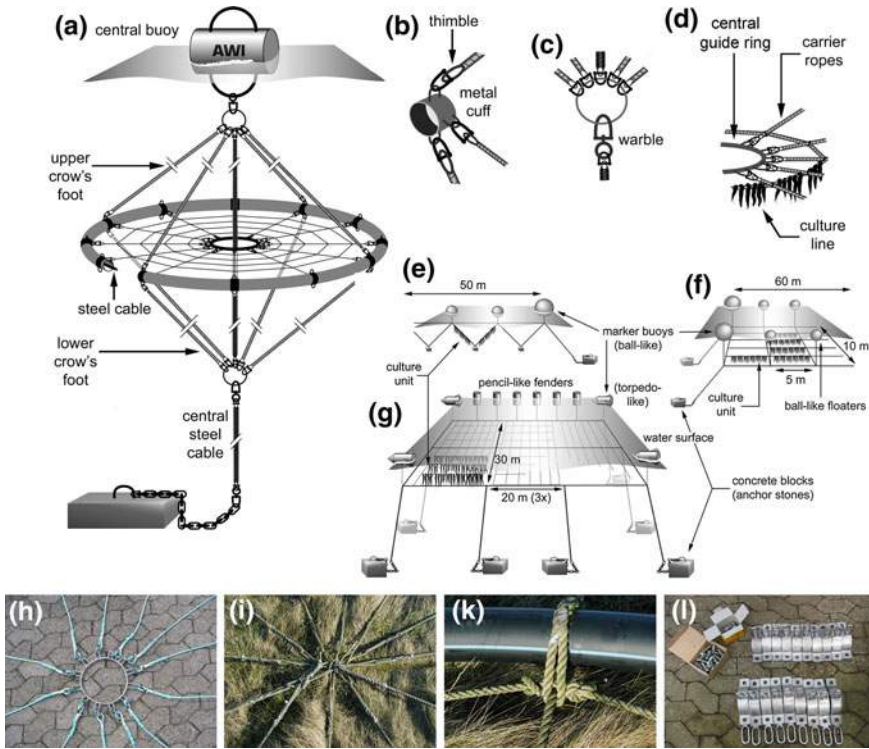 (a)
central buoy
AWI
upper
crow's
foot
steel cable
lower
crow's
foot
central
steel
cable
(b)
thimble
metal
cuff
(c)
warble
(d)
central
guide ring
carrier
ropes
culture
line
(e)
50 m
marker buoys
(ball-like)
culture
unit
pencil-like fenders
(torpedo-
like)
(f)
60 m
10 m
5 m
culture
unit
ball-like floaters
(g)
water surface
30 m
20 m (3x)
concrete blocks
(anchor stones)
(h)
(i)
(k)
(l)